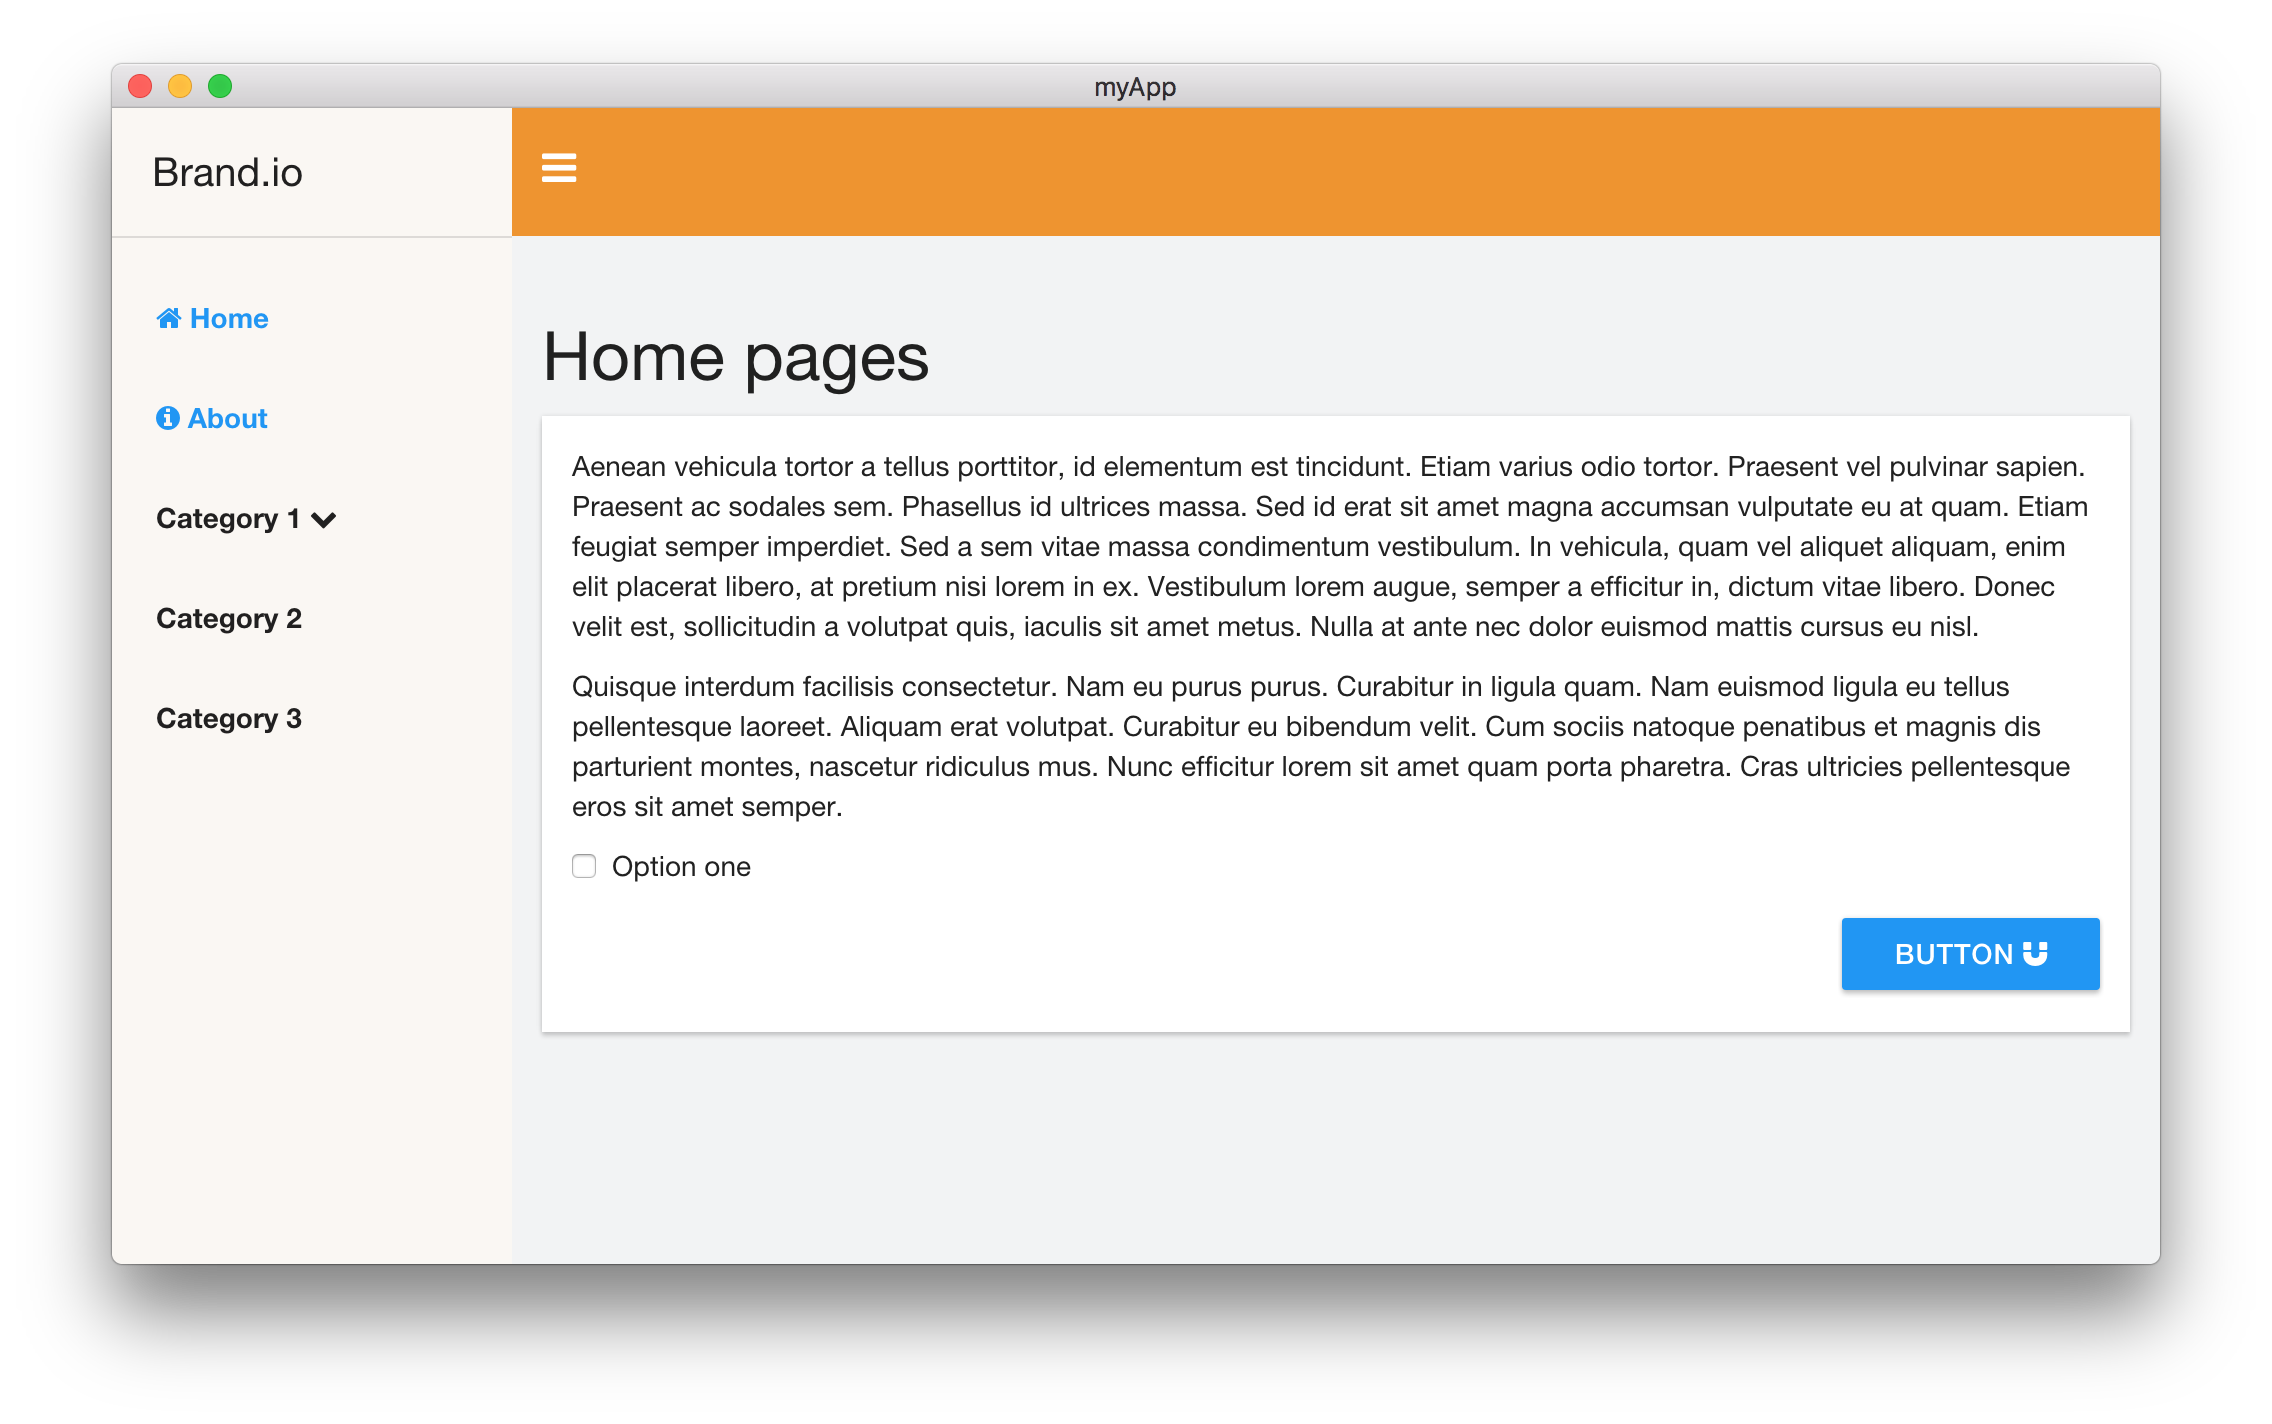 myApp
Brand.io
Home
About
Category 1
Category 2
Category 3
Home pages
Aenean vehicula tortor a tellus porttitor, id elementum est tincidunt. Etiam varius odio tortor. Praesent vel pulvinar sapien.
Praesent ac sodales sem. Phasellus id ultrices massa. Sed id erat sit amet magna accumsan vulputate eu at quam. Etiam
feugiat semper imperdiet. Sed a sem vitae massa condimentum vestibulum. In vehicula, quam vel aliquet aliquam, enim
elit placerat libero, at pretium nisi lorem in ex. Vestibulum lorem augue, semper a efficitur in, dictum vitae libero. Donec
velit est, sollicitudin a volutpat quis, iaculis sit amet metus. Nulla at ante nec dolor euismod mattis cursus eu nisl.
Quisque interdum facilisis consectetur. Nam eu purus purus. Curabitur in ligula quam. Nam euismod ligula eu tellus
pellentesque laoreet. Aliquam erat volutpat. Curabitur eu bibendum velit. Cum sociis natoque penatibus et magnis dis
parturient montes, nascetur ridiculus mus. Nunc efficitur lorem sit amet quam porta pharetra. Cras ultricies pellentesque
eros sit amet semper.
Option one
BUTTON